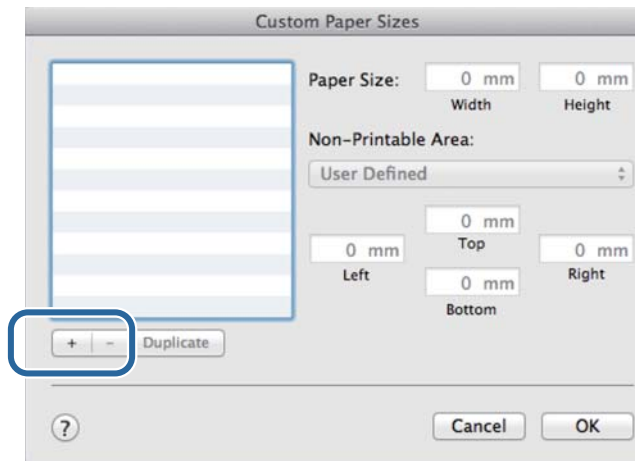 Custom Paper Sizes
Paper Size: 0 mm 0 mm
Width Height
Non-Printable Area:
User Defined
0 mm
Top
0 mm 0 mm
Left Right
0 mm
Bottom
+ - Duplicate
? Cancel OK